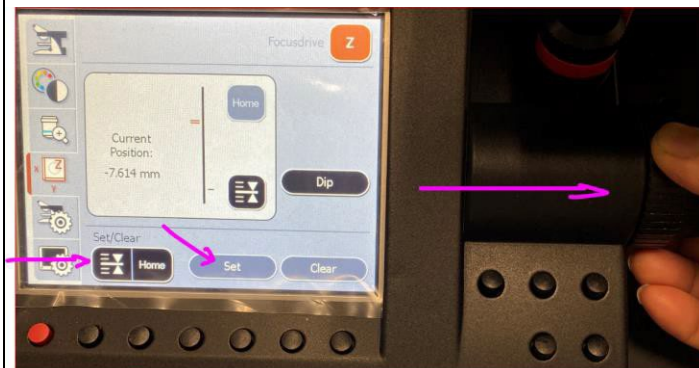 Focusdrive Z
Home
Current
Position:
-7.614 mm
Dip
Set/Clear
Home
Set
Clear
Z
X
Y